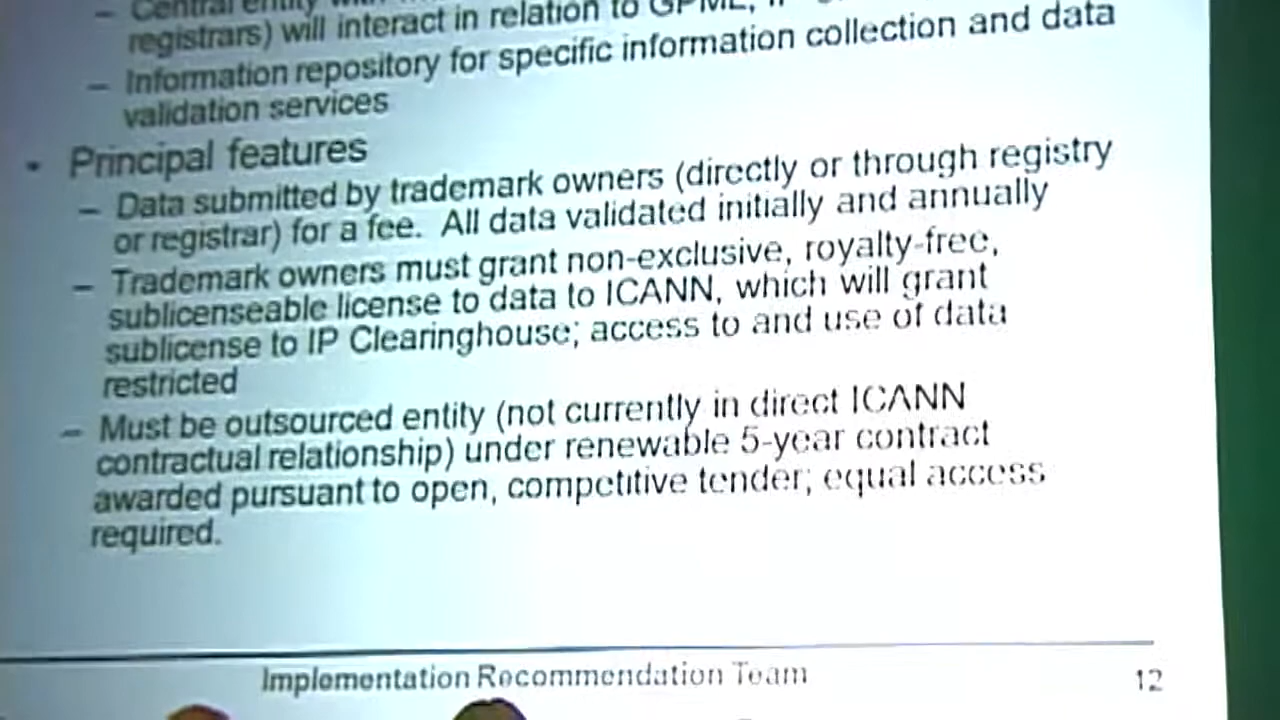 – Central entity
registrars) will interact in relation to GPML,
– Information repository for specific information collection and data
validation services
• Principal features
– Data submitted by trademark owners (directly or through registry
or registrar) for a fee. All data validated initially and annually
– Trademark owners must grant non-exclusive, royalty-free,
sublicenseable license to data to ICANN, which will grant
sublicense to IP Clearinghouse; access to and use of data
restricted
– Must be outsourced entity (not currently in direct ICANN
contractual relationship) under renewable 5-year contract
awarded pursuant to open, competitive tender; equal access
required.
Implementation Recommendation Team
12